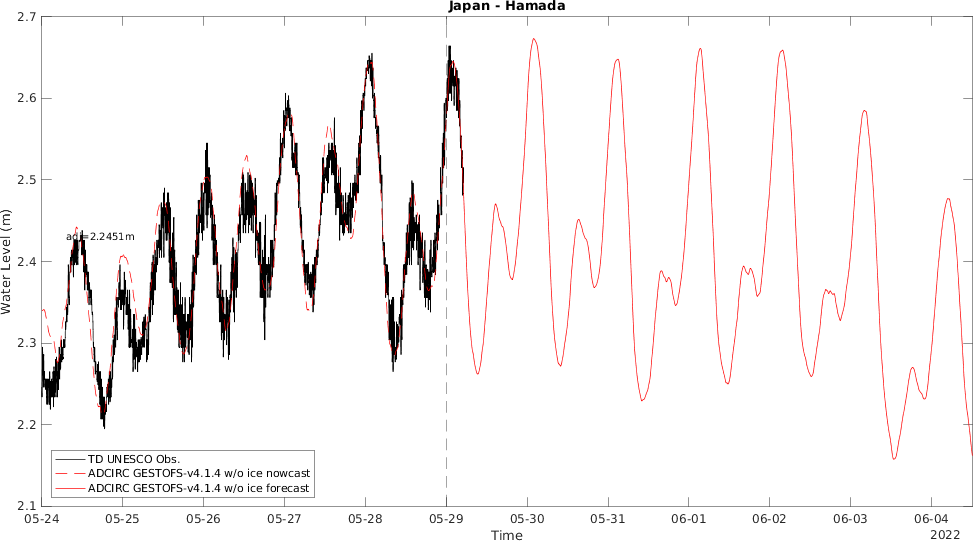 Japan - Hamada
2.7
2.6
2.5
2.4
2.3
2.2
2.1
Water Level (m)
adj=2.2451m
TD UNESCO Obs.
ADCIRC GESTOFS-v4.1.4 w/o ice nowcast
ADCIRC GESTOFS-v4.1.4 w/o ice forecast
05-24 05-25 05-26 05-27 05-28 05-29 05-30 05-31 06-01 06-02 06-03 06-04
2022
Time